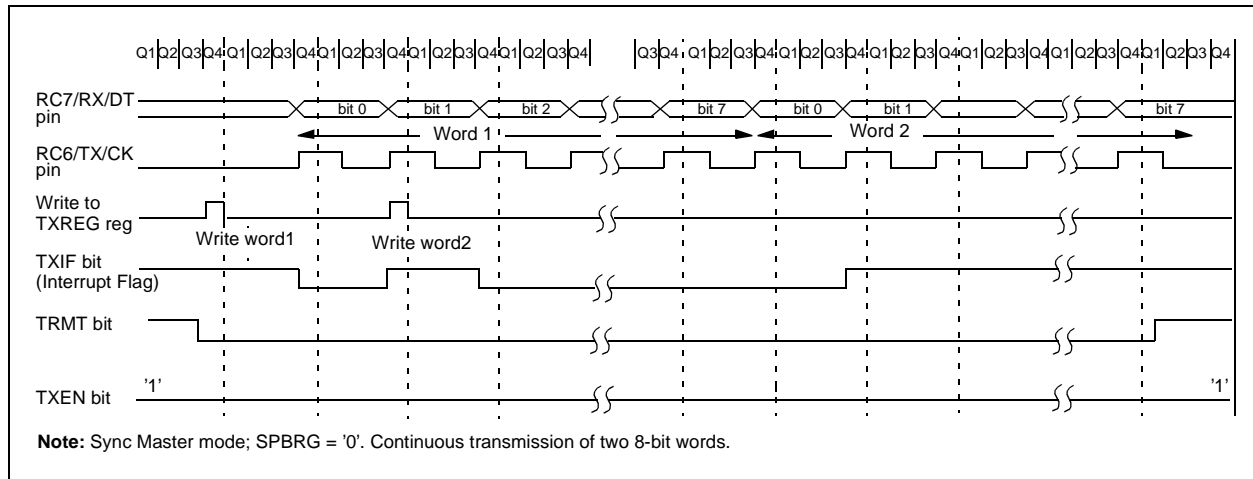 Q1 Q2 Q3 Q4 Q1 Q2 Q3 Q4 Q1 Q2 Q3 Q4 Q1 Q2 Q3 Q4 Q1 Q2 Q3 Q4 Q3 Q4 Q1 Q2 Q3 Q4 Q1 Q2 Q3 Q4 Q1 Q2 Q3 Q4 Q1 Q2 Q3 Q4 Q1 Q2 Q3 Q4 Q1 Q2 Q3 Q4
RC7/RX/DT
pin
bit 0 bit 1 bit 2 bit 7 bit 0 bit 1 bit 7
Word 1 Word 2
RC6/TX/CK
pin
Write to
TXREG reg
Write word1 Write word2
TXIF bit
(Interrupt Flag)
TRMT bit
'1' '1'
TXEN bit
Note: Sync Master mode; SPBRG = '0'. Continuous transmission of two 8-bit words.